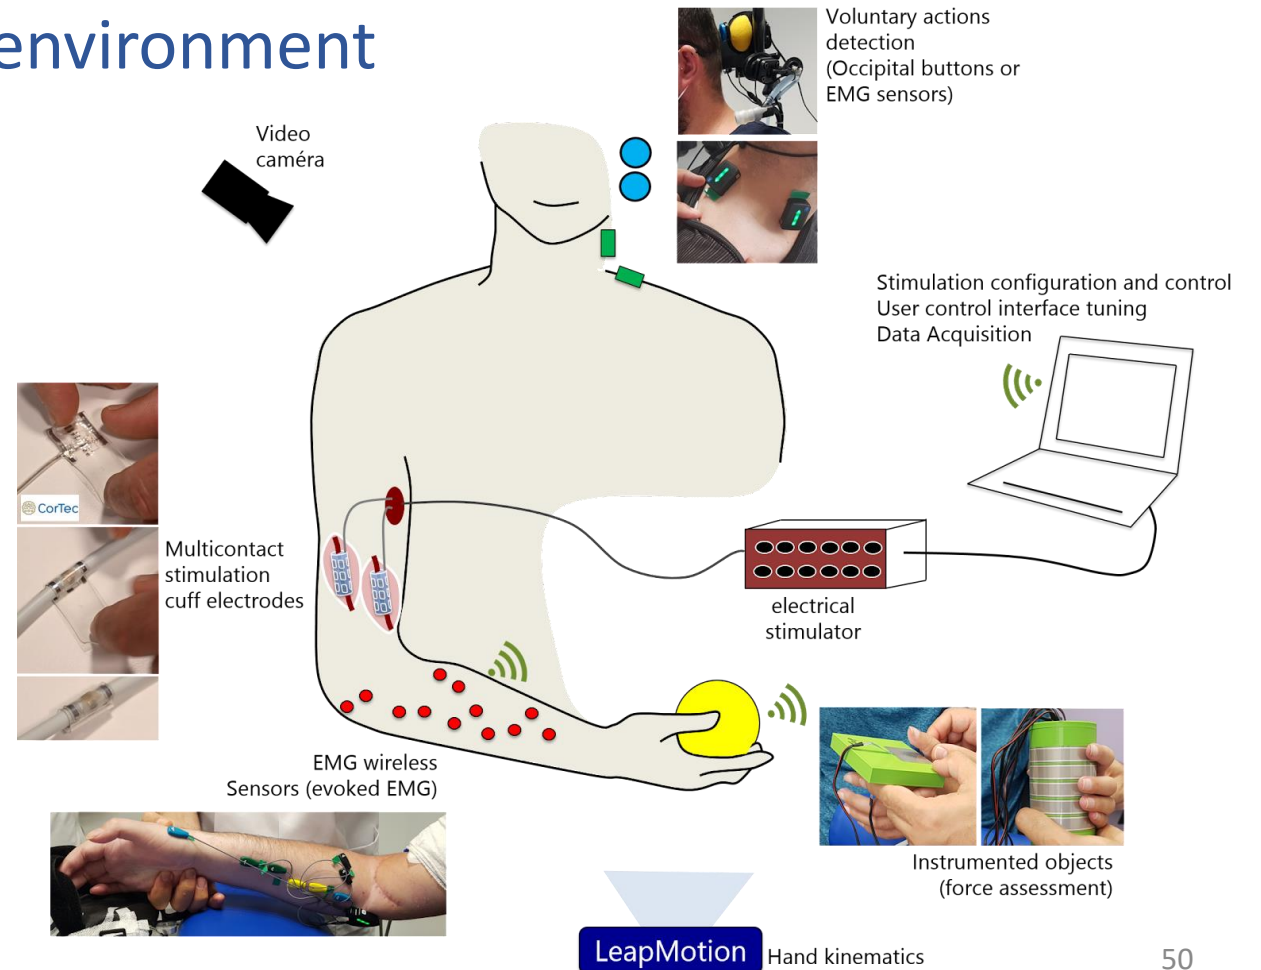 environment
Voluntary actions
detection
(Occipital buttons or
EMG sensors)
Video
caméra
Stimulation configuration and control
User control interface tuning
Data Acquisition
CorTec
Multicontact
stimulation
cuff electrodes
electrical
stimulator
EMG wireless
Sensors (evoked EMG)
Instrumented objects
(force assessment)
LeapMotion
Hand kinematics
50